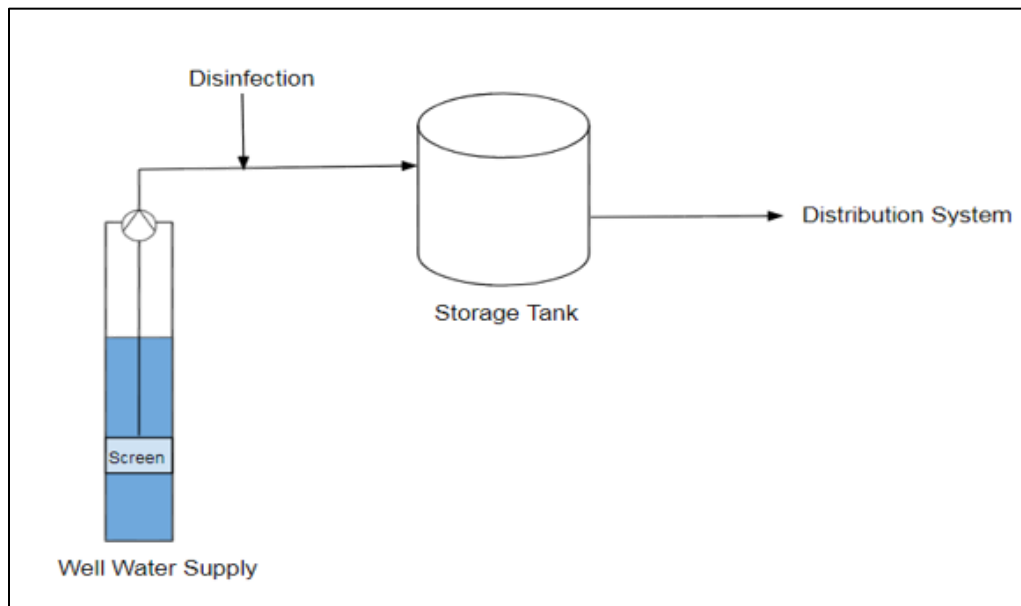 Disinfection
Distribution System
Storage Tank
Screen
Well Water Supply